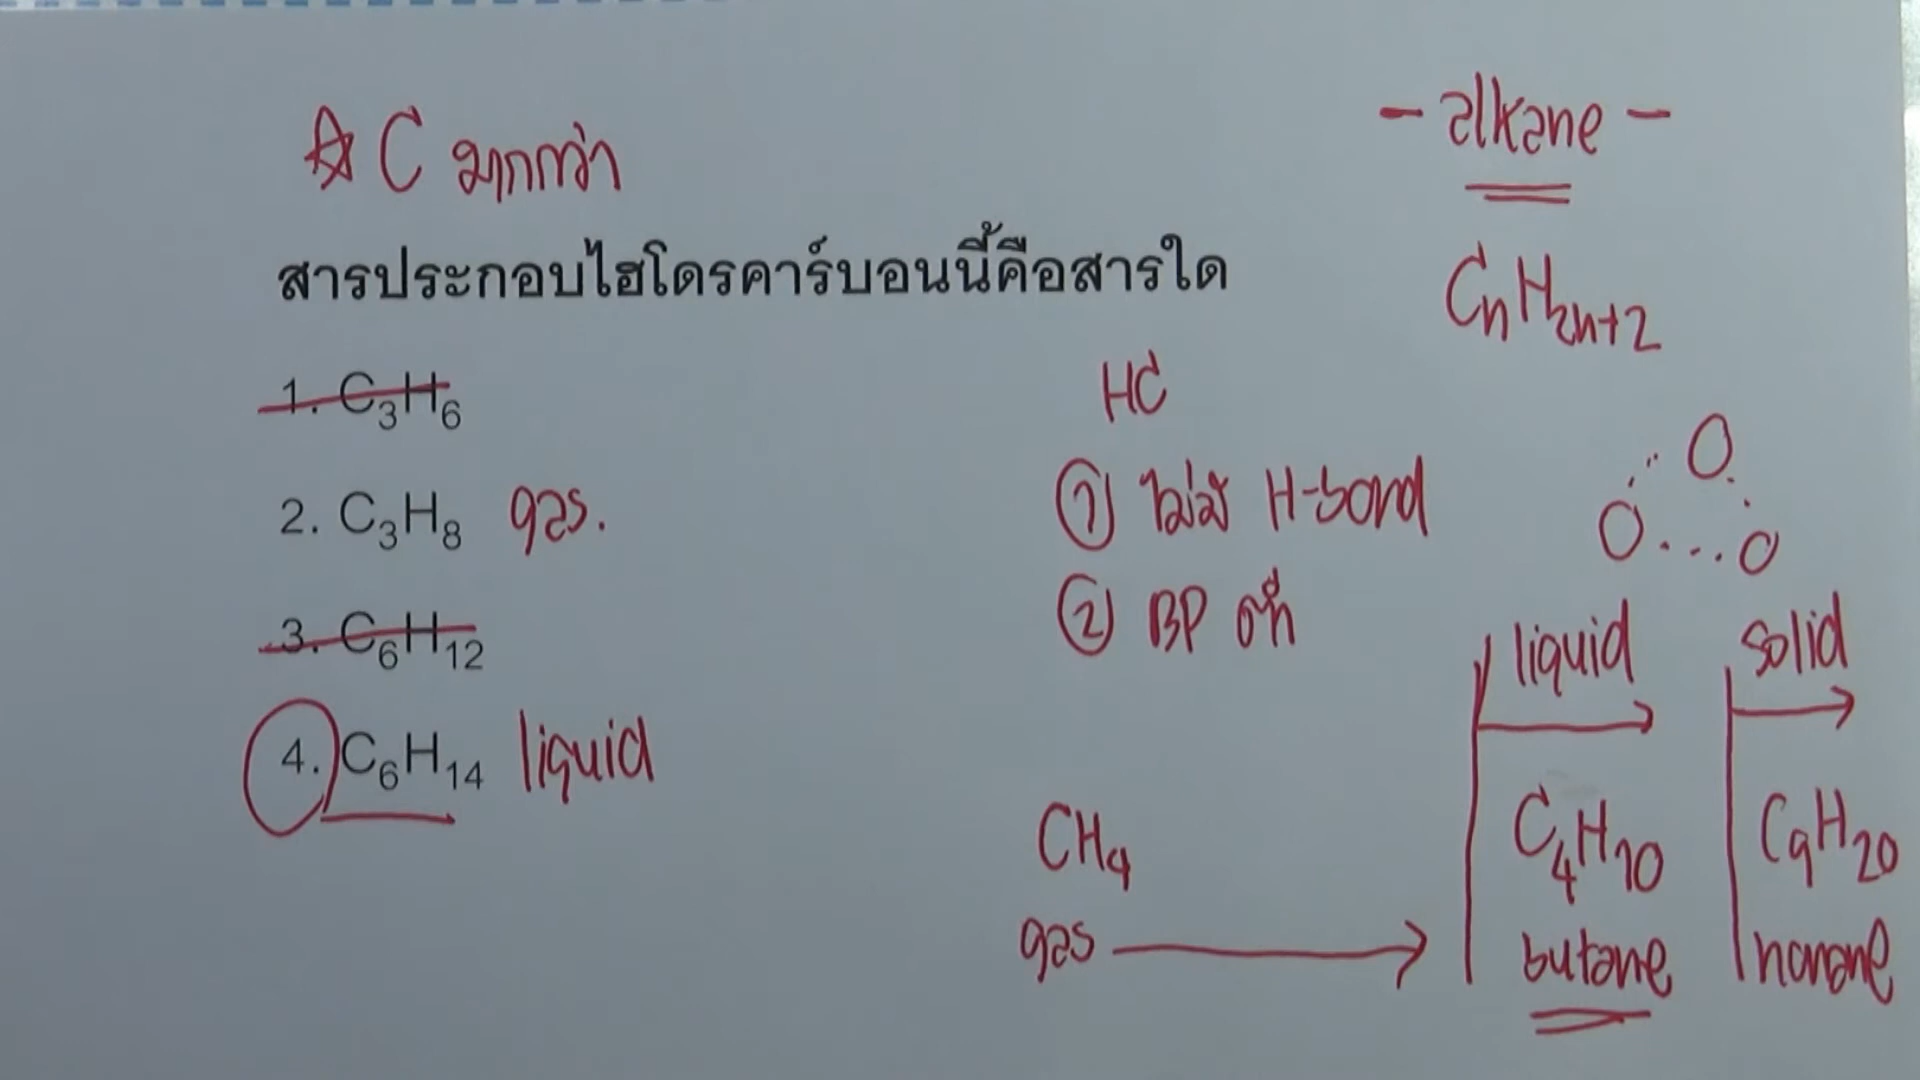 ☆ C มากกว่า
- alkane -
สารประกอบไฮโดรคาร์บอนนี้คือสารใด
CnH2n+2
1. C3H6
HC
2. C3H8 gas.
① ไม่มี H-bond
3. C6H12
② BP ต่ำ
liquid
solid
4. C6H14 liquid
CH4
C4H10
C9H20
gas
butane
nonane